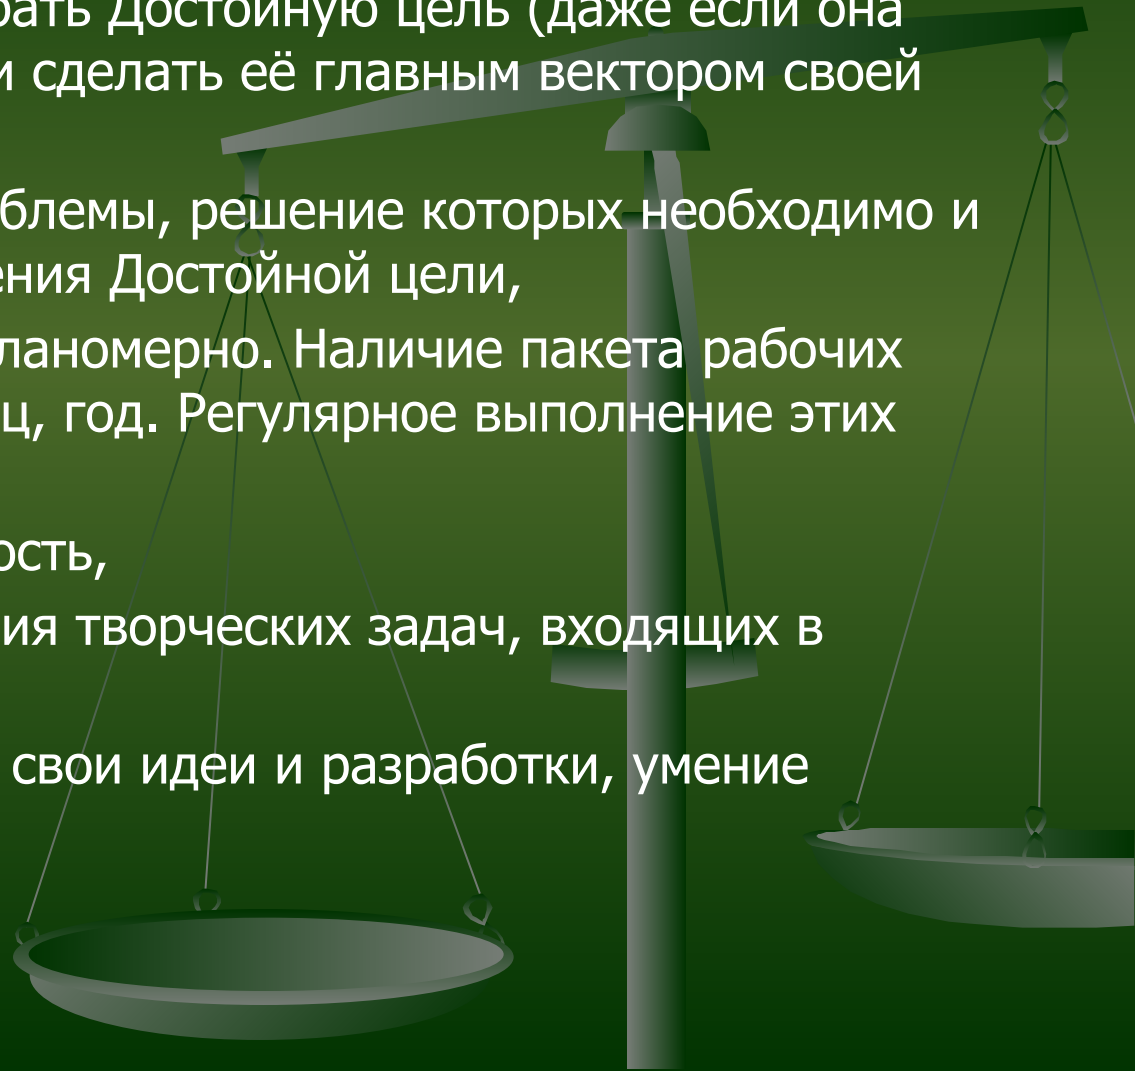 рать Достойную цель (даже если она
и сделать её главным вектором своей
блемы, решение которых необходимо и
ения Достойной цели,
ланомерно. Наличие пакета рабочих
ц, год. Регулярное выполнение этих
ость,
ия творческих задач, входящих в
свои идеи и разработки, умение